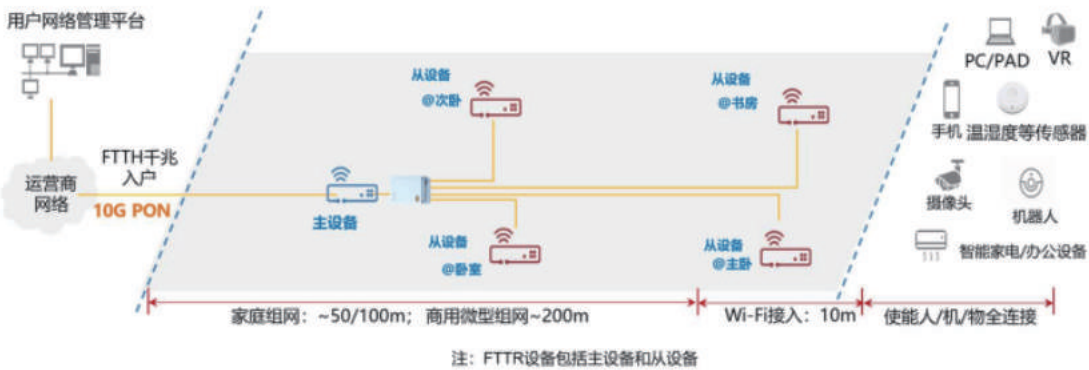 用户网络管理平台
运营商
网络
FTTH千兆
入户
10G PON
主设备
从设备
@次卧
从设备
@书房
从设备
@卧室
从设备
@主卧
PC/PAD
VR
手机
温湿度等传感器
摄像头
机器人
智能家电/办公设备
家庭组网：~50/100m；商用微型组网~200m
Wi-Fi接入：10m
使能人/机/物全连接
注：FTTR设备包括主设备和从设备